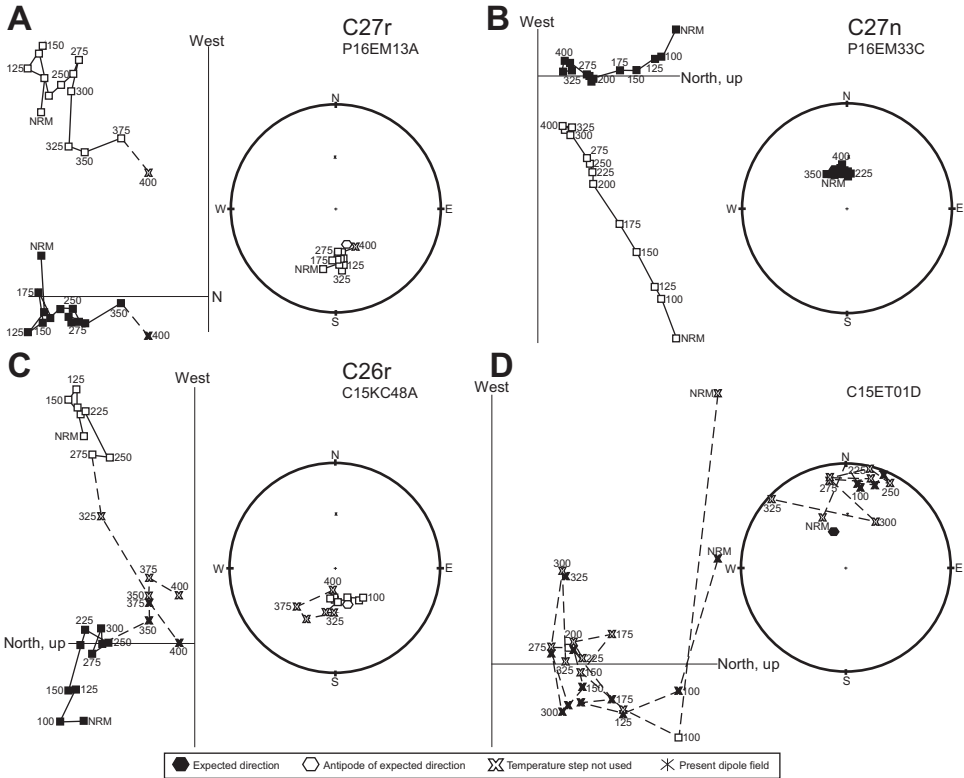 A
C27r
P16EM13A
West
150
275
125
250
300
NRM
325
350
375
400
NRM
N
175
250
350
125
150
275
400
N
W
E
S
275
400
175
125
NRM
325
B
C27n
P16EM33C
West
NRM
400
275
175
100
125
North, up
325
200
150
400
325
300
275
250
225
200
175
150
125
100
NRM
N
W
E
S
400
350
225
NRM
C
C26r
C15KC48A
West
125
150
225
NRM
275
250
325
375
400
350
375
225
300
350
North, up
250
275
400
150
125
100
NRM
N
W
E
S
400
100
375
325
D
C15ET01D
West
NRM
NRM
300
325
200
175
275
225
North, up
325
150
150
175
100
300
125
100
N
W
E
S
225
275
100
250
325
NRM
300
Expected direction
Antipode of expected direction
Temperature step not used
Present dipole field